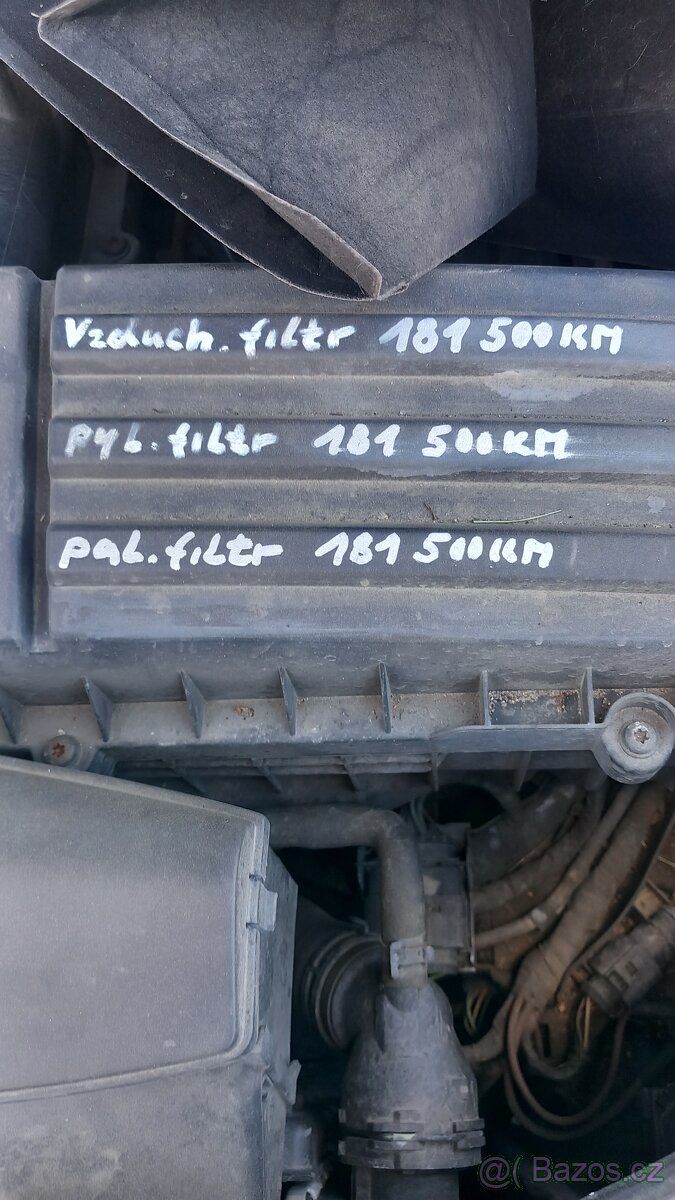 Vzduch. filtr 181 500 KM
pyl. filtr 181 500 KM
pal. filtr 181 500 KM
@( Bazos.cz